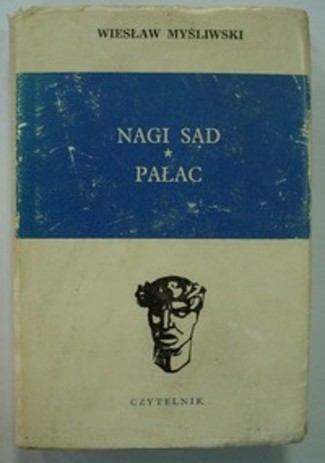 WIESŁAW MYŚLIWSKI
NAGI SAD
*
PAŁAC
CZYTELNIK